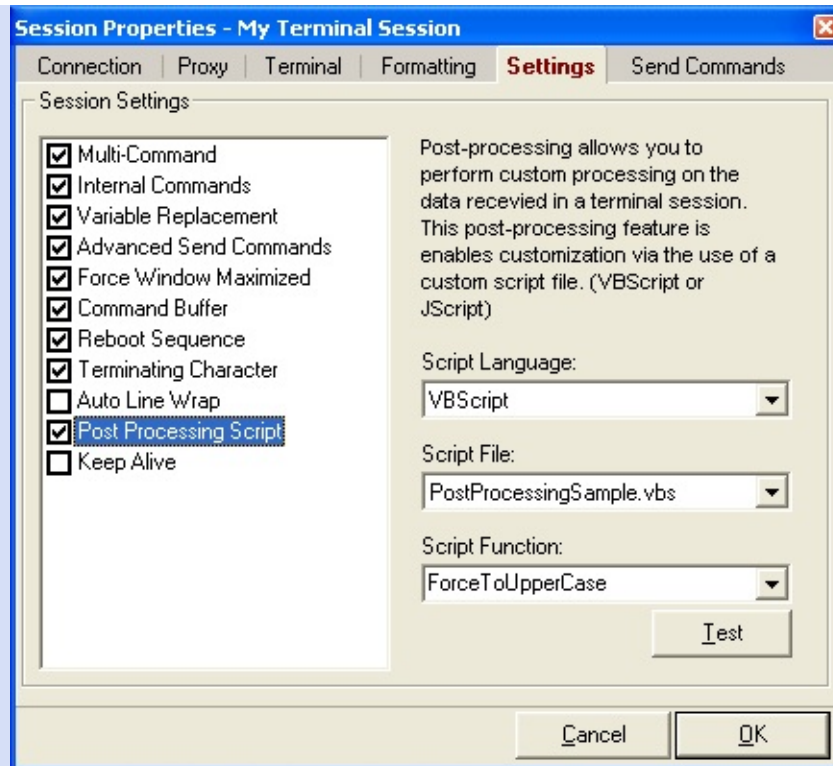 Session Properties - My Terminal Session
Connection | Proxy | Terminal | Formatting Settings Send Commands
Session Settings
Multi-Command
Internal Commands
Variable Replacement
Advanced Send Commands
Force Window Maximized
Command Buffer
Reboot Sequence
Terminating Character
Auto Line Wrap
Post Processing Script
Keep Alive
Post-processing allows you to
perform custom processing on the
data recevied in a terminal session.
This post-processing feature is
enables customization via the use of a
custom script file. (VBScript or
JScript)
Script Language:
VBScript
Script File:
PostProcessingSample.vbs
Script Function:
ForceToUpperCase
Test
Cancel
OK